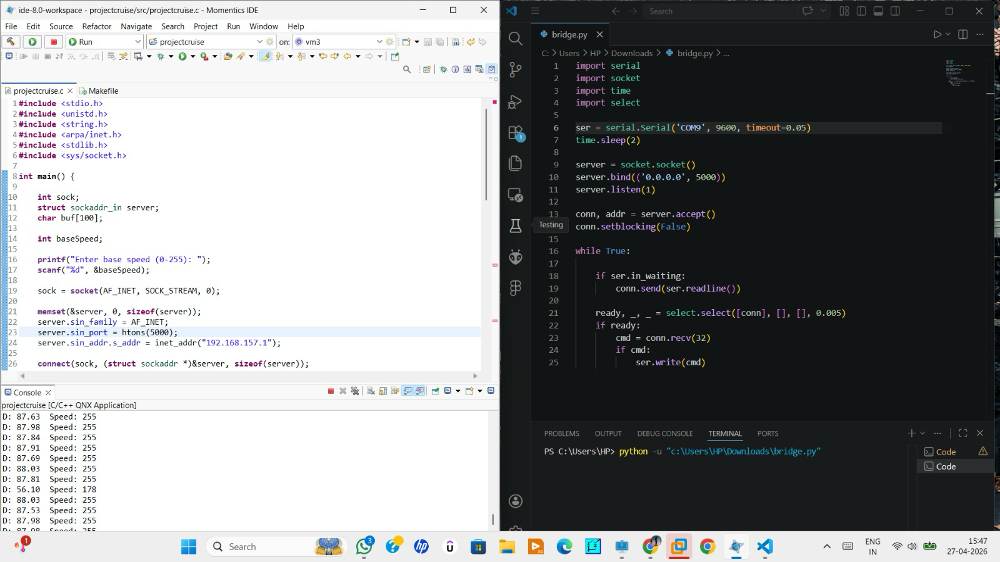 ide-8.0-workspace - projectcruise/src/projectcruise.c - Momentics IDE
File Edit Source Refactor Navigate Search Project Run Window Help
Run projectcruise on: vm3
projectcruise.c Makefile
1 #include <stdio.h>
2 #include <unistd.h>
3 #include <string.h>
4 #include <arpa/inet.h>
5 #include <stdlib.h>
6 #include <sys/socket.h>
7
8 int main() {
9
10 int sock;
11 struct sockaddr_in server;
12 char buf[100];
13
14 int baseSpeed;
15
16 printf("Enter base speed (0-255): ");
17 scanf("%d", &baseSpeed);
18
19 sock = socket(AF_INET, SOCK_STREAM, 0);
20
21 memset(&server, 0, sizeof(server));
22 server.sin_family = AF_INET;
23 server.sin_port = htons(5000);
24 server.sin_addr.s_addr = inet_addr("192.168.157.1");
25
26 connect(sock, (struct sockaddr *)&server, sizeof(server));
Console
projectcruise [C/C++ QNX Application]
D: 87.63 Speed: 255
D: 87.98 Speed: 255
D: 87.84 Speed: 255
D: 87.91 Speed: 255
D: 87.69 Speed: 255
D: 88.03 Speed: 255
D: 87.81 Speed: 255
D: 56.10 Speed: 178
D: 88.03 Speed: 255
D: 87.53 Speed: 255
D: 87.98 Speed: 255
Search
bridge.py
C: > Users > HP > Downloads > bridge.py > ...
1 import serial
2 import socket
3 import time
4 import select
5
6 ser = serial.Serial('COM9', 9600, timeout=0.05)
7 time.sleep(2)
8
9 server = socket.socket()
10 server.bind(('0.0.0.0', 5000))
11 server.listen(1)
12
13 conn, addr = server.accept()
conn.setblocking(False)
15
16 while True:
17
18 if ser.in_waiting:
19 conn.send(ser.readline())
20
21 ready, _, _ = select.select([conn], [], [], 0.005)
22 if ready:
23 cmd = conn.recv(32)
24 if cmd:
25 ser.write(cmd)
1
Testing
PROBLEMS OUTPUT DEBUG CONSOLE TERMINAL PORTS
PS C:\Users\HP> python -u "c:\Users\HP\Downloads\bridge.py"
Code
Code
1
Search
3
ENG
IN
15:47
27-04-2026